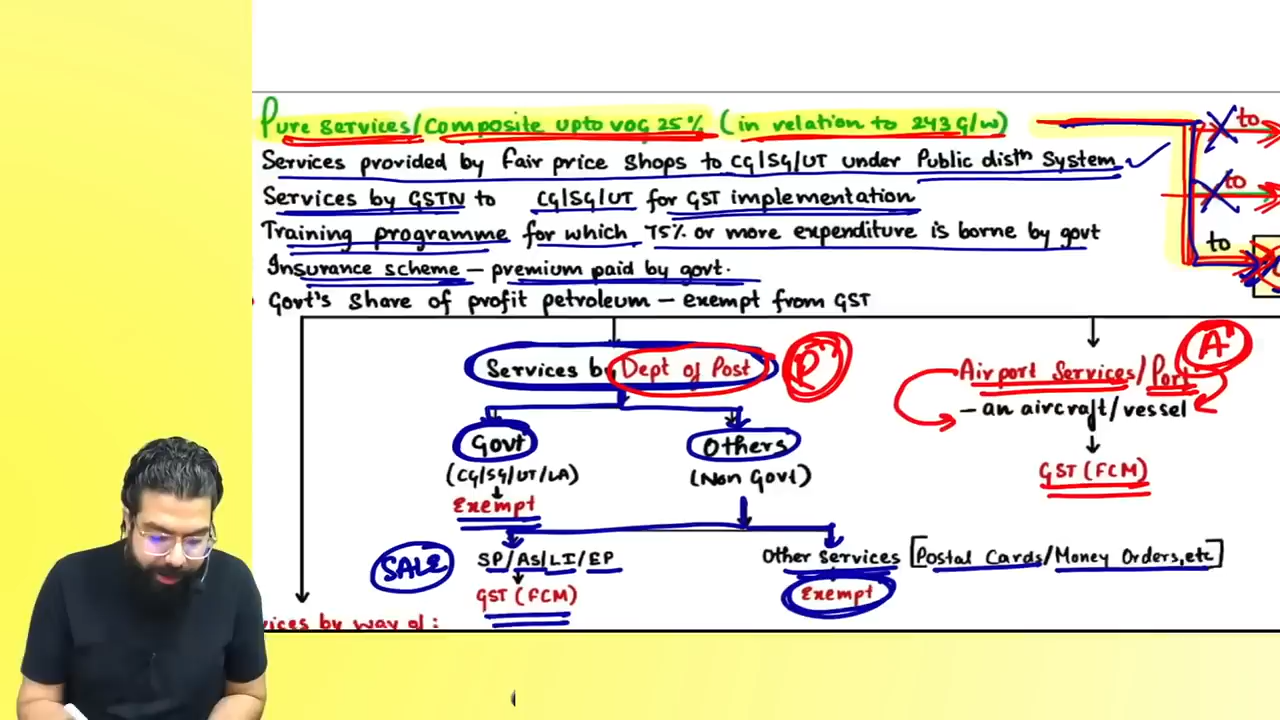 Pure Services/Composite upto VOG 25% (in relation to 243 G/W)
Services provided by fair price shops to CG/SG/UT under Public distn System
Services by GSTN to CG/SG/UT for GST implementation
Training programme for which 75% or more expenditure is borne by govt
Insurance scheme – premium paid by govt.
Govt's share of profit petroleum – exempt from GST
to
to
to
Services by Dept of Post
P
Airport Services/Port
A
– an aircraft/vessel
Govt
Others
(CG/SG/UT/LA)
(Non Govt)
GST (FCM)
Exempt
SALE
SP/AS/LI/EP
Other Services [Postal Cards/Money Orders, etc]
GST (FCM)
Exempt
vices by way of: